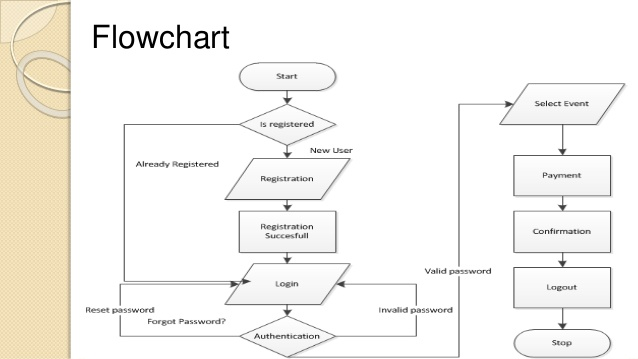 Flowchart
Start
Is registered
New User
Already Registered
Registration
Registration
Succesfull
Login
Reset password
Forgot Password?
Invalid password
Authentication
Valid password
Select Event
Payment
Confirmation
Logout
Stop